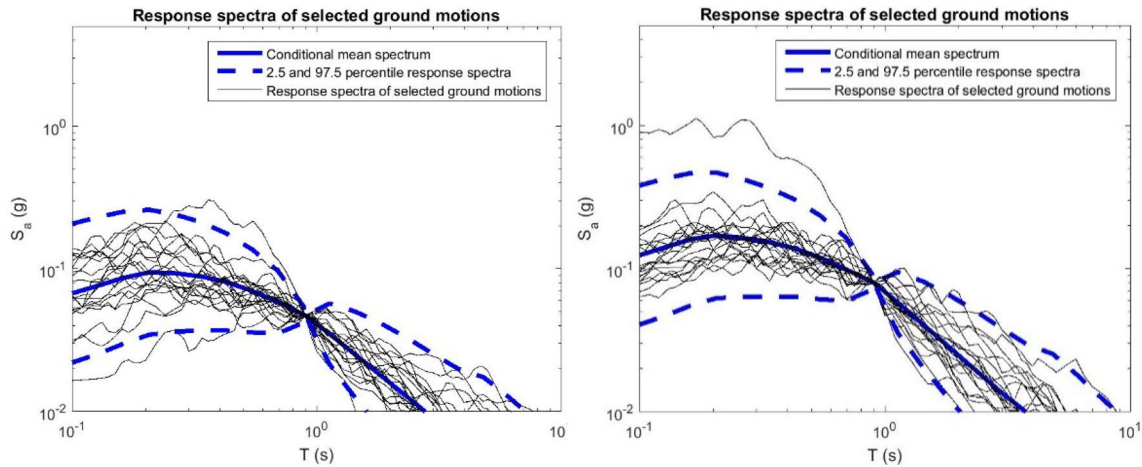 Response spectra of selected ground motions
Conditional mean spectrum
2.5 and 97.5 percentile response spectra
Response spectra of selected ground motions
10^0
10^-1
10^-2
S_a (g)
10^-1
10^0
10^1
T (s)
Response spectra of selected ground motions
Conditional mean spectrum
2.5 and 97.5 percentile response spectra
Response spectra of selected ground motions
10^0
10^-1
10^-2
S_a (g)
10^-1
10^0
10^1
T (s)